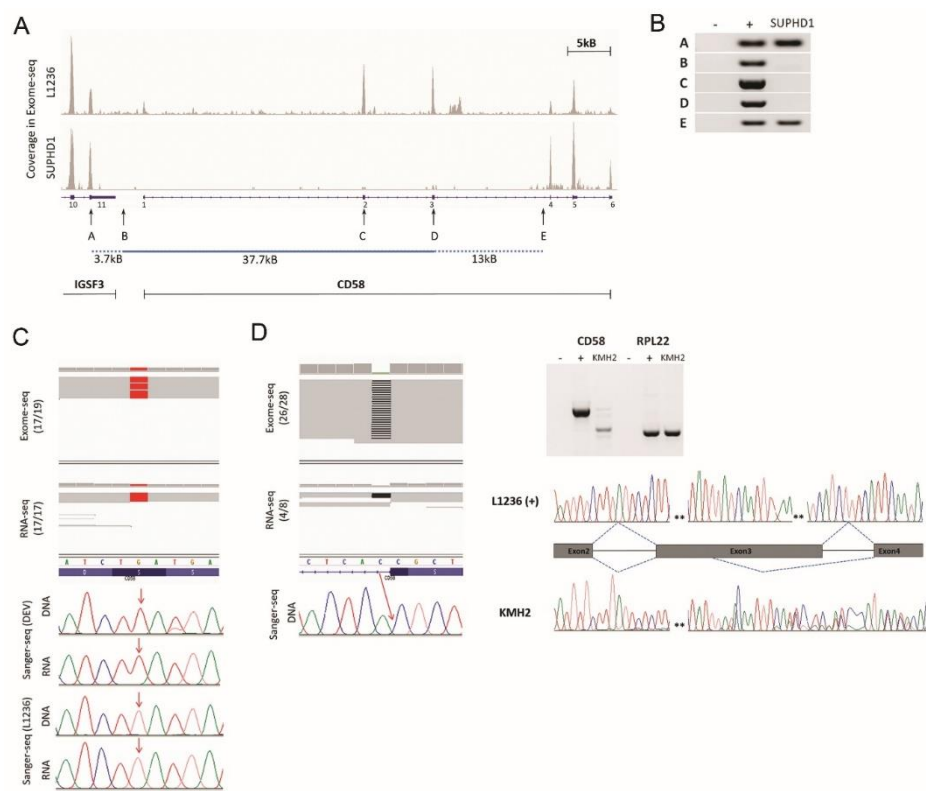 A
Coverage in Exome-seq
L1236
SUPHD1
5kB
10 11 1 2 3 4 5 6
A B C D E
3.7kB 37.7kB 13kB
IGSF3 CD58
B
- + SUPHD1
A
B
C
D
E
C
Exome-seq
(17/19)
RNA-seq
(17/17)
A T C T G A T G A
CD58
Sanger-seq (DEV)
DNA
RNA
Sanger-seq (L1236)
DNA
RNA
D
Exome-seq
(26/28)
RNA-seq
(4/8)
C T C A C C G C T
CD58
Sanger-seq
DNA
CD58 RPL22
- + KMH2 - + KMH2
L1236 (+)
** **
Exon2 Exon3 Exon4
KMH2
** **